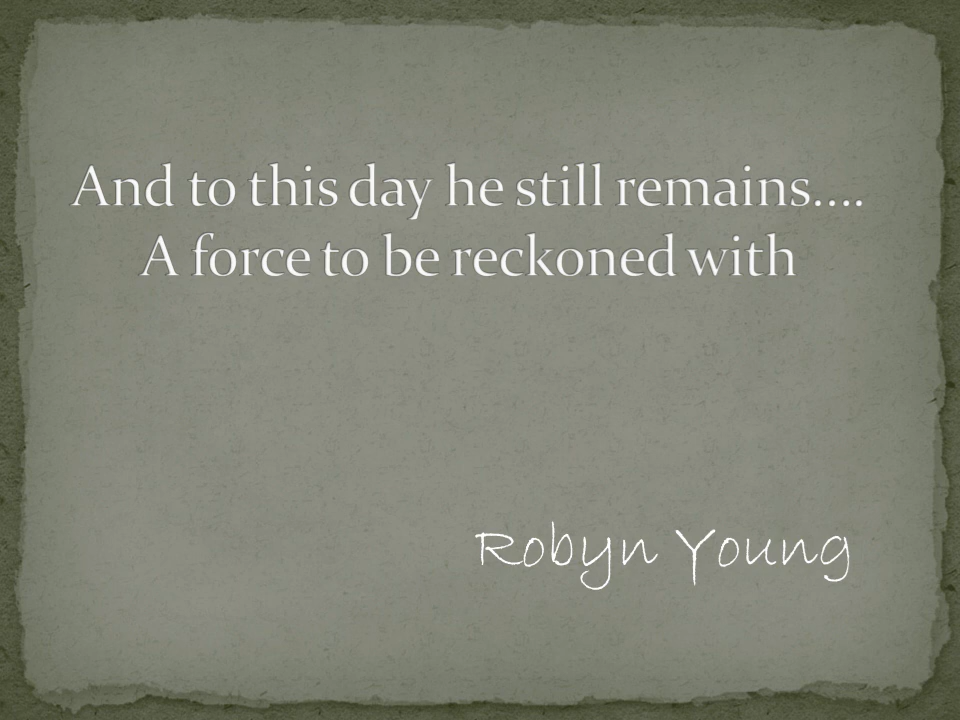 And to this day he still remains....
A force to be reckoned with
Robyn Young